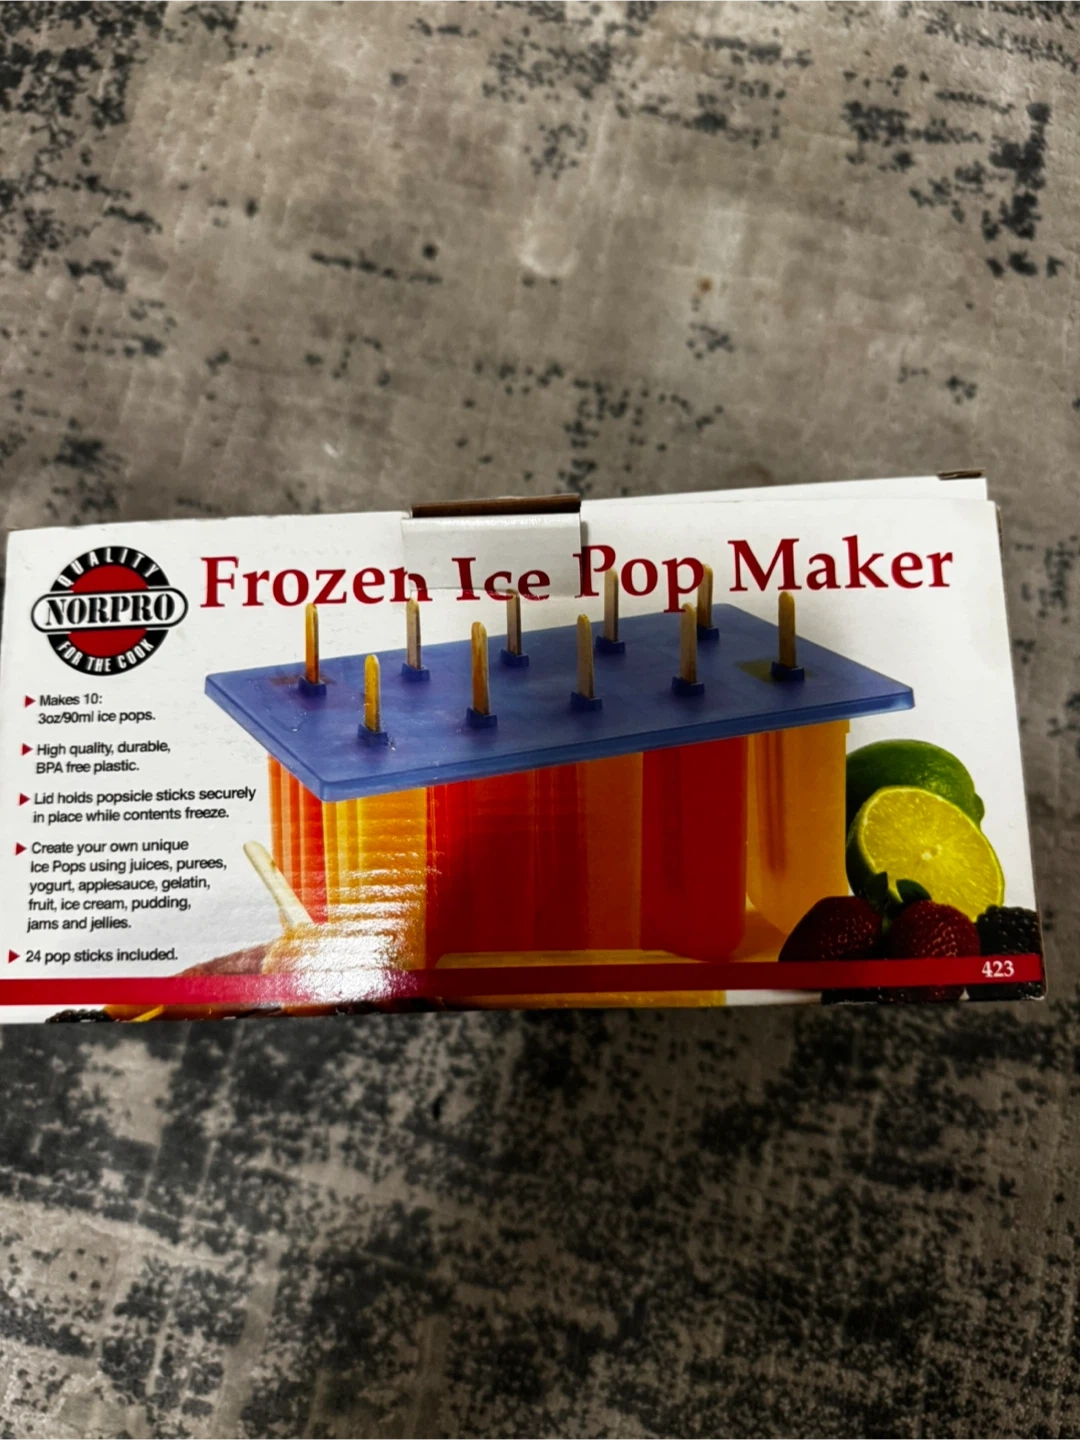 QUALITY
NORPRO
FOR THE COOK
Frozen Ice Pop Maker
Makes 10:
3oz/90ml ice pops.
High quality, durable,
BPA free plastic.
Lid holds popsicle sticks securely
in place while contents freeze.
Create your own unique
Ice Pops using juices, purees,
yogurt, applesauce, gelatin,
fruit, ice cream, pudding,
jams and jellies.
24 pop sticks included.
423